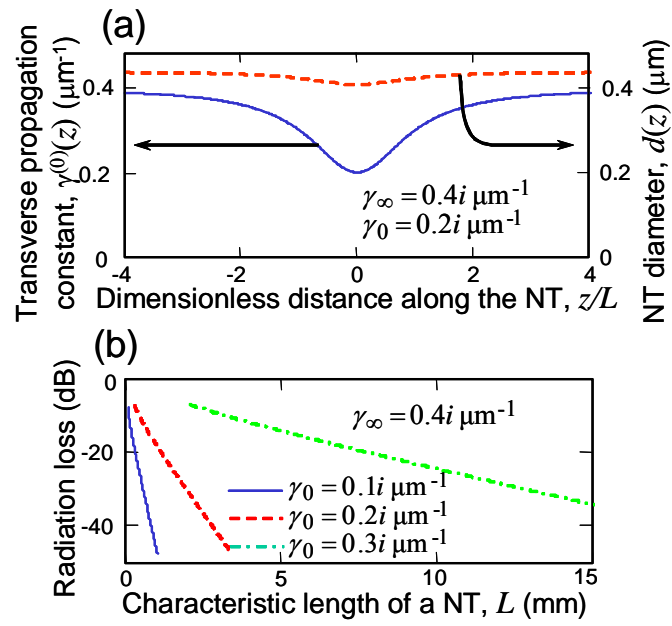 (a)
Transverse propagation
constant, γ⁽⁰⁾(z) (μm⁻¹)
0.4
0.2
0
0.4
0.2
0
NT diameter, d(z) (μm)
γ∞ = 0.4i μm⁻¹
γ₀ = 0.2i μm⁻¹
-4 -2 0 2 4
Dimensionless distance along the NT, z/L
(b)
Radiation loss (dB)
0
-20
-40
γ∞ = 0.4i μm⁻¹
γ₀ = 0.1i μm⁻¹
γ₀ = 0.2i μm⁻¹
γ₀ = 0.3i μm⁻¹
0 5 10 15
Characteristic length of a NT, L (mm)